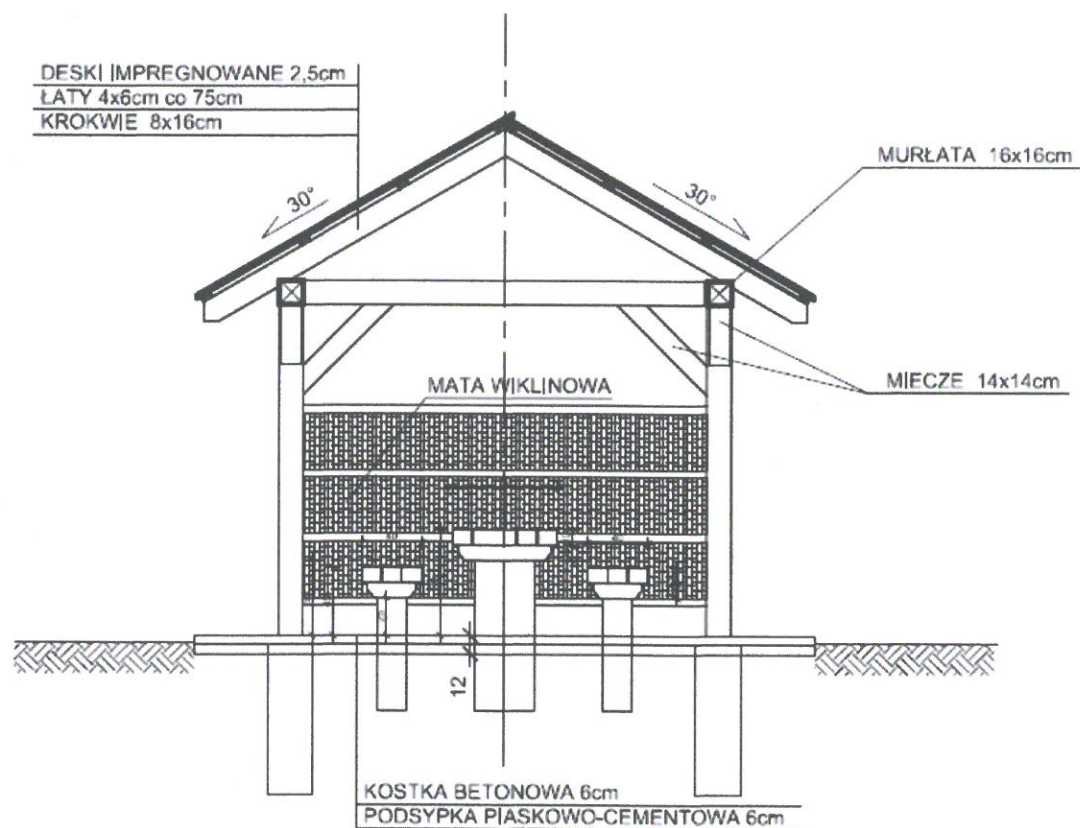 DESKI IMPREGNOWANE 2,5cm
ŁATY 4x6cm co 75cm
KROKWIE 8x16cm
MURŁATA 16x16cm
30°
30°
MIECZE 14x14cm
MATA WIKLINOWA
12
KOSTKA BETONOWA 6cm
PODSYPKA PIASKOWO-CEMENTOWA 6cm